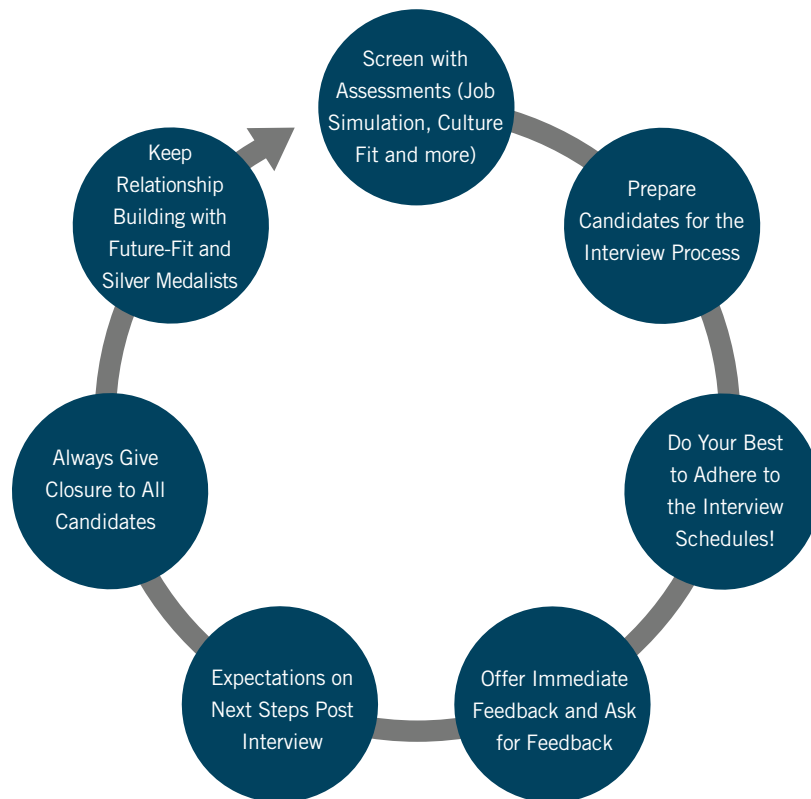 Screen with
Assessments (Job
Simulation, Culture
Fit and more)
Prepare
Candidates for the
Interview Process
Do Your Best
to Adhere to
the Interview
Schedules!
Offer Immediate
Feedback and Ask
for Feedback
Expectations on
Next Steps Post
Interview
Always Give
Closure to All
Candidates
Keep
Relationship
Building with
Future-Fit and
Silver Medalists